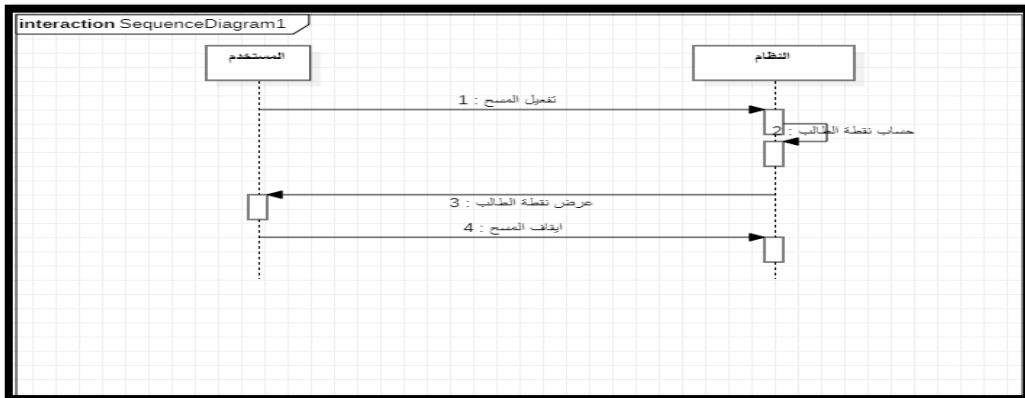 interaction SequenceDiagram1
المستخدم
النظام
1 : تفعيل المسح
2 : حساب نقطة الطالب
3 : عرض نقطة الطالب
4 : ايقاف المسح